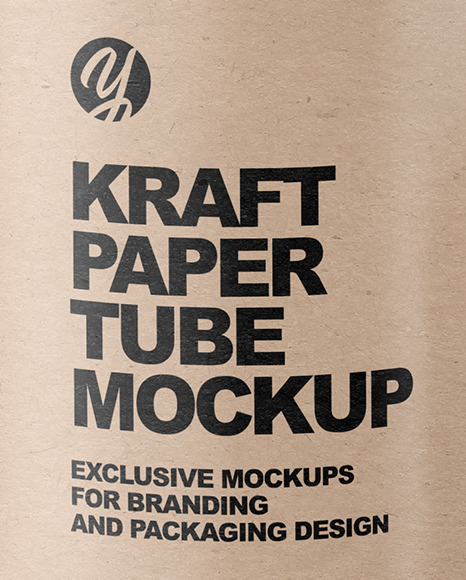 Y
KRAFT
PAPER
TUBE
MOCKUP
EXCLUSIVE MOCKUPS
FOR BRANDING
AND PACKAGING DESIGN